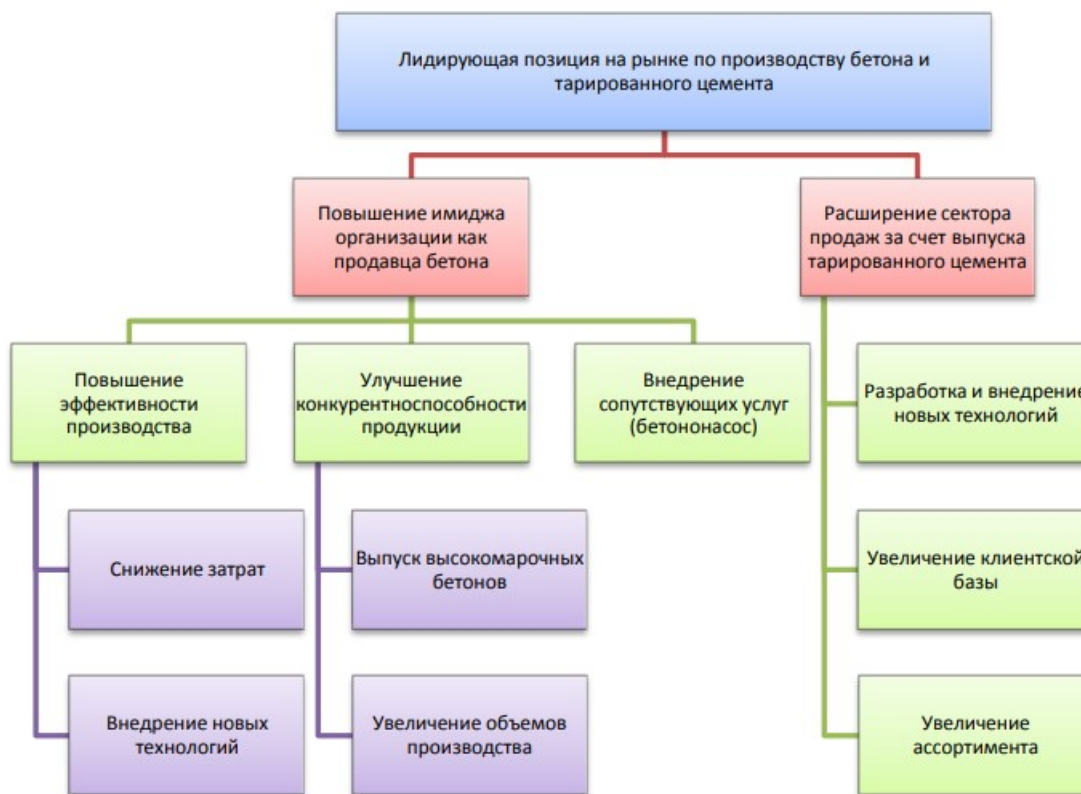 Лидирующая позиция на рынке по производству бетона и
тарированного цемента
Повышение имиджа
организации как
продавца бетона
Расширение сектора
продаж за счет выпуска
тарированного цемента
Повышение
эффективности
производства
Улучшение
конкурентноспособности
продукции
Внедрение
сопутствующих услуг
(бетононасос)
Разработка и внедрение
новых технологий
Снижение затрат
Выпуск высокомарочных
бетонов
Увеличение клиентской
базы
Внедрение новых
технологий
Увеличение объемов
производства
Увеличение
ассортимента